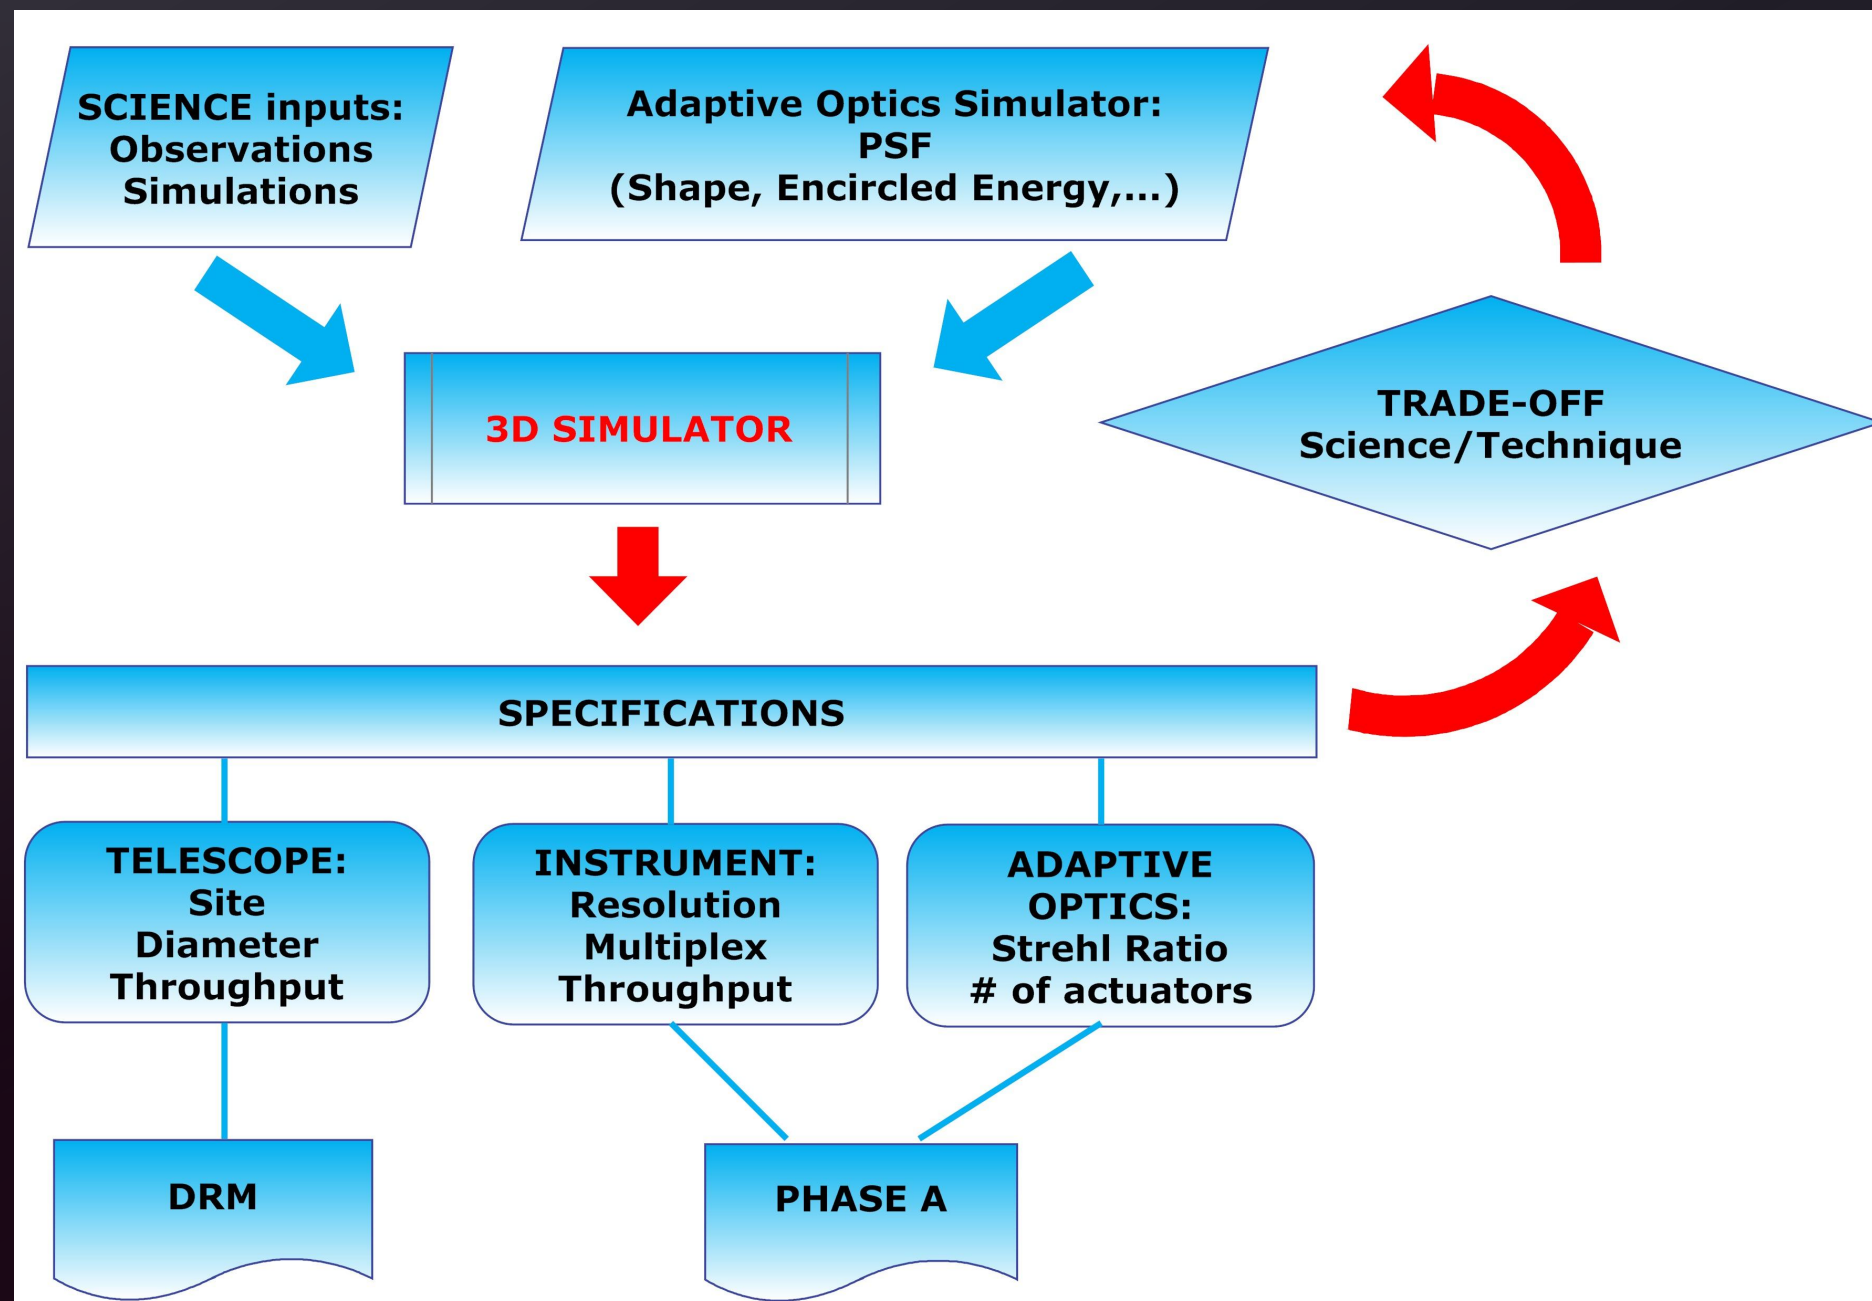 SCIENCE inputs:
Observations
Simulations
Adaptive Optics Simulator:
PSF
(Shape, Encircled Energy,...)
3D SIMULATOR
TRADE-OFF
Science/Technique
SPECIFICATIONS
TELESCOPE:
Site
Diameter
Throughput
INSTRUMENT:
Resolution
Multiplex
Throughput
ADAPTIVE
OPTICS:
Strehl Ratio
# of actuators
DRM
PHASE A